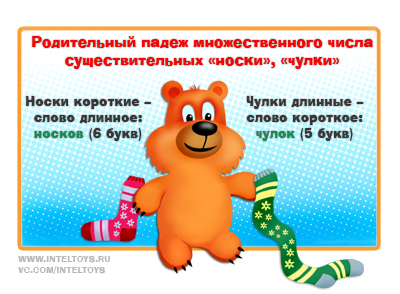 Родительный падеж множественного числа
существительных «носки», «чулки»
Носки короткие –
слово длинное:
носков (6 букв)
Чулки длинные –
слово короткое:
чулок (5 букв)
WWW.INTELTOYS.RU
VC.COM/INTELTOYS